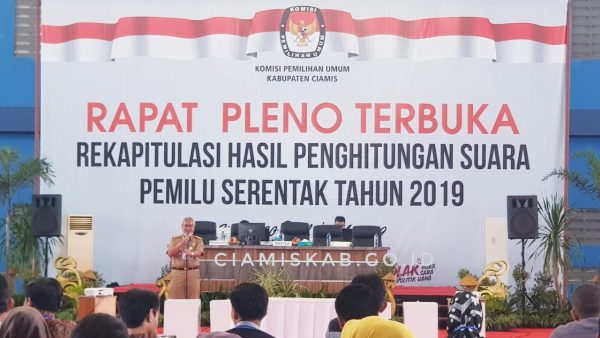 KOMISI
PEMILIHAN UMUM
KOMISI PEMILIHAN UMUM
KABUPATEN CIAMIS
RAPAT PLENO TERBUKA
REKAPITULASI HASIL PENGHITUNGAN SUARA
PEMILU SERENTAK TAHUN 2019
CIAMISKAB.GO.ID
POLITIK UANG